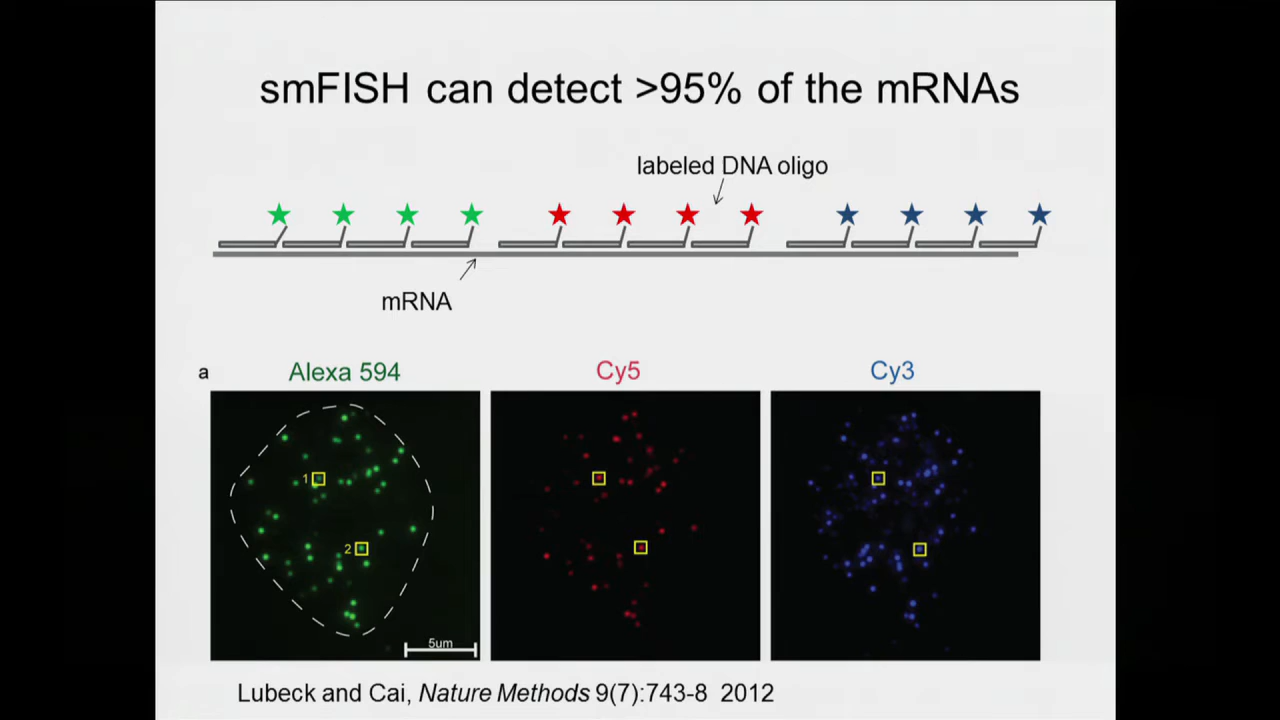 smFISH can detect >95% of the mRNAs
labeled DNA oligo
mRNA
a
Alexa 594
Cy5
Cy3
1
2
5um
Lubeck and Cai, Nature Methods 9(7):743-8 2012